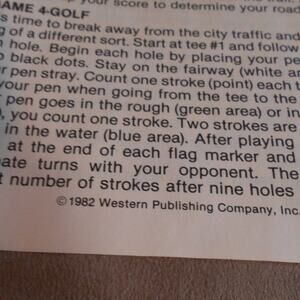 up your score to determine your road
GAME 4-GOLF
s time to break away from the city traffic and
g of a different sort. Start at tee #1 and follow
hole. Begin each hole by placing your pe
black dots. Stay on the fairway (white ar
r pen stray. Count one stroke (point) each t
your pen when going from the tee to the
pen goes in the rough (green area) or in
, you count one stroke. Two strokes are
in the water (blue area). After playing
at the end of each flag marker and
ate turns with your opponent. The
t number of strokes after nine holes
©1982 Western Publishing Company, Inc.